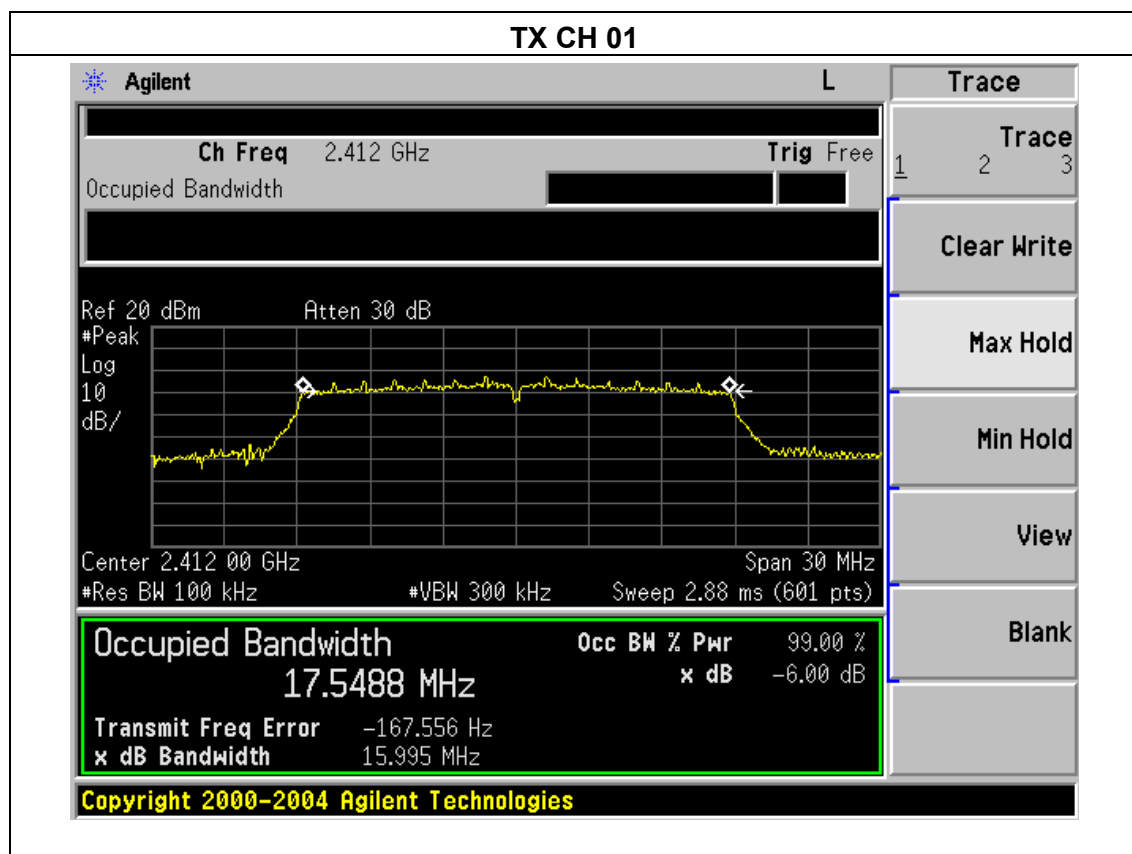 TX CH 01
Agilent L Trace
Ch Freq 2.412 GHz Trig Free
Occupied Bandwidth
Trace
1 2 3
Clear Write
Max Hold
Min Hold
View
Blank
Ref 20 dBm Atten 30 dB
#Peak
Log
10
dB/
Center 2.412 00 GHz Span 30 MHz
#Res BW 100 kHz #VBW 300 kHz Sweep 2.88 ms (601 pts)
Occupied Bandwidth Occ BW % Pwr 99.00 %
17.5488 MHz x dB -6.00 dB
Transmit Freq Error -167.556 Hz
x dB Bandwidth 15.995 MHz
Copyright 2000-2004 Agilent Technologies